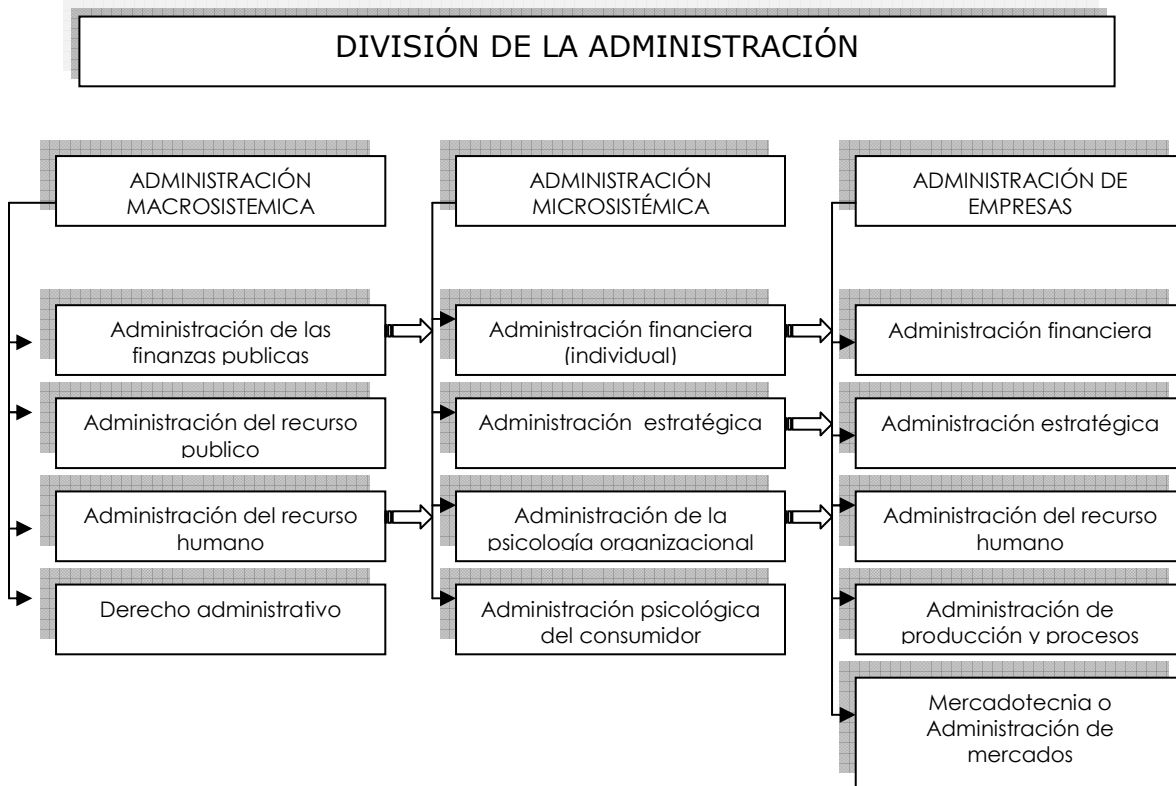 DIVISIÓN DE LA ADMINISTRACIÓN
ADMINISTRACIÓN
MACROSISTEMICA
Administración de las
finanzas publicas
Administración del recurso
publico
Administración del recurso
humano
Derecho administrativo
ADMINISTRACIÓN
MICROSISTÉMICA
Administración financiera
(individual)
Administración estratégica
Administración de la
psicología organizacional
Administración psicológica
del consumidor
ADMINISTRACIÓN DE
EMPRESAS
Administración financiera
Administración estratégica
Administración del recurso
humano
Administración de
producción y procesos
Mercadotecnia o
Administración de
mercados